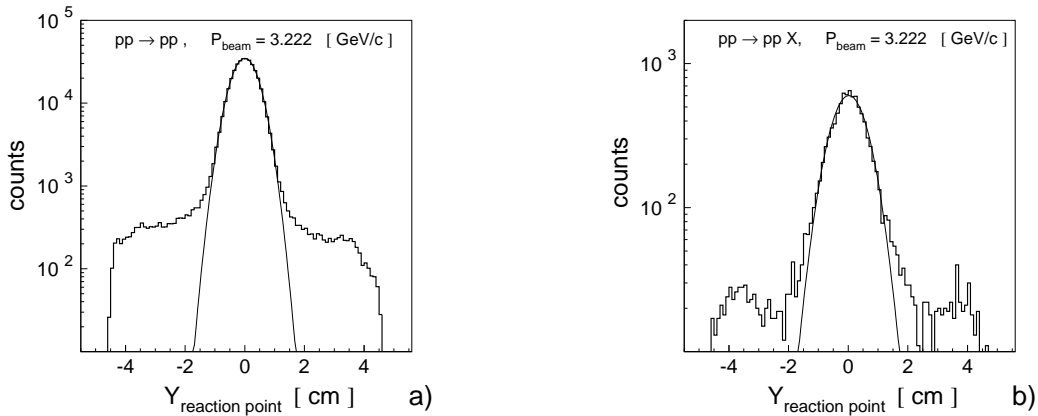 pp → pp , P_beam = 3.222 [ GeV/c ]
counts
10^5
10^4
10^3
10^2
-4 -2 0 2 4
Y_reaction point [ cm ]
a)
pp → pp X, P_beam = 3.222 [ GeV/c ]
counts
10^3
10^2
-4 -2 0 2 4
Y_reaction point [ cm ]
b)